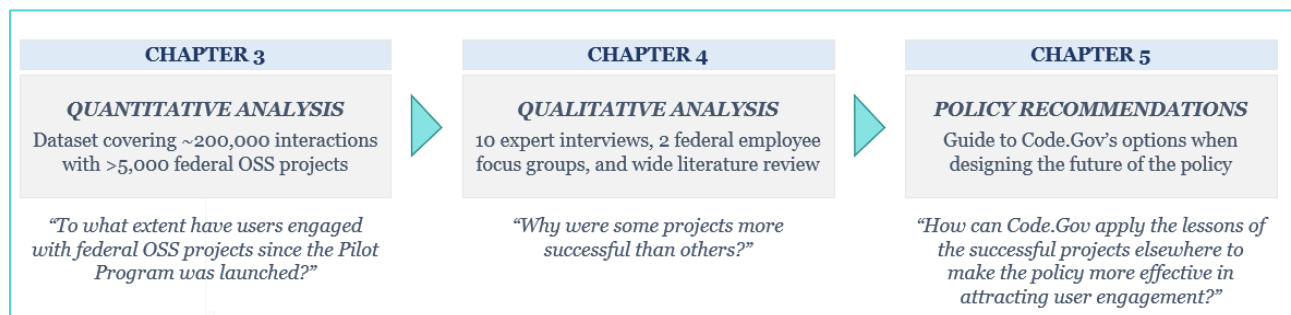 CHAPTER 3
QUANTITATIVE ANALYSIS
Dataset covering ~200,000 interactions
with >5,000 federal OSS projects
“To what extent have users engaged
with federal OSS projects since the Pilot
Program was launched?”
CHAPTER 4
QUALITATIVE ANALYSIS
10 expert interviews, 2 federal employee
focus groups, and wide literature review
“Why were some projects more
successful than others?”
CHAPTER 5
POLICY RECOMMENDATIONS
Guide to Code.Gov’s options when
designing the future of the policy
“How can Code.Gov apply the lessons of
the successful projects elsewhere to
make the policy more effective in
attracting user engagement?”